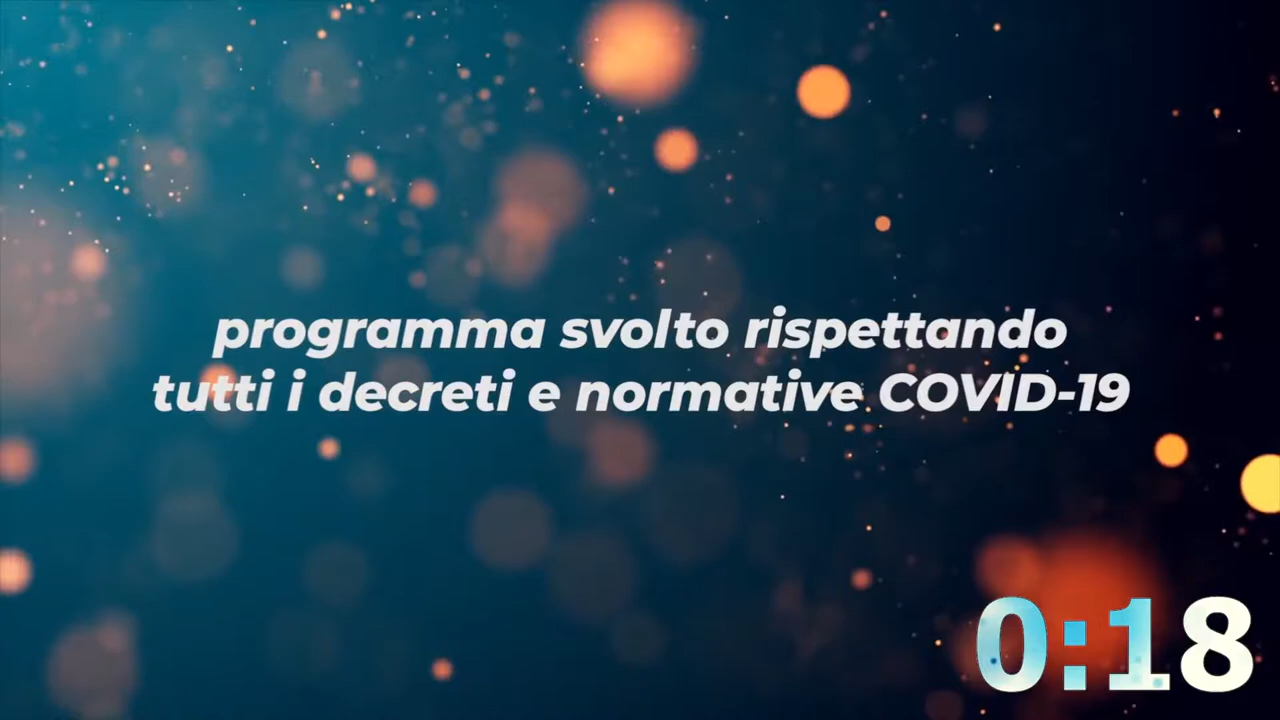 programma svolto rispettando
tutti i decreti e normative COVID-19
0:18